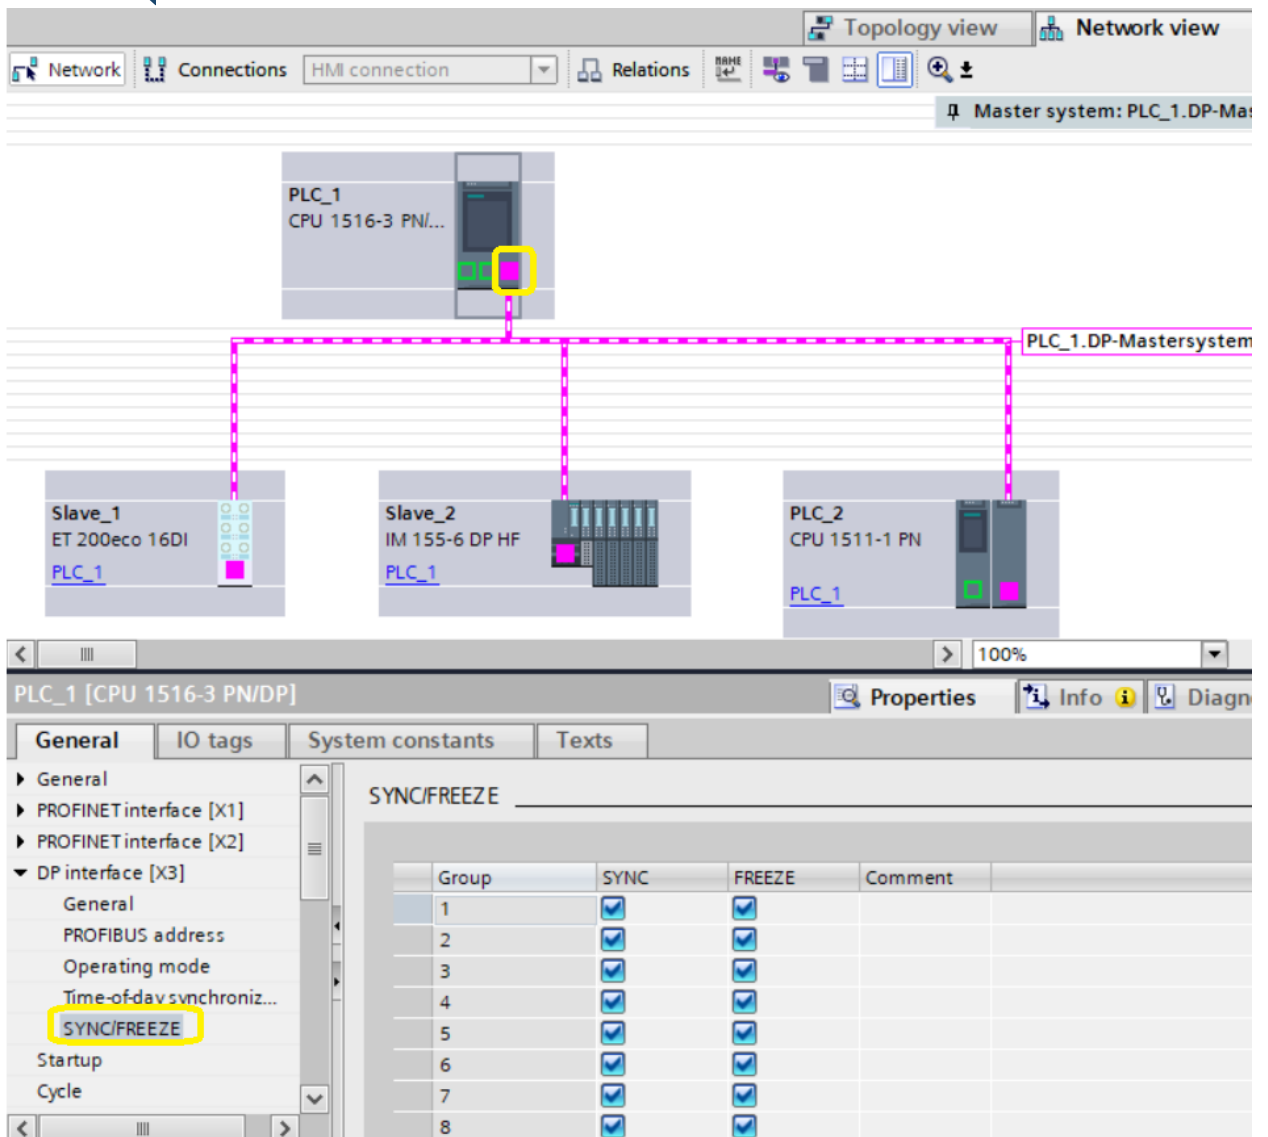 Topology view
Network view
Network
Connections
HMI connection
Relations
NAME
Master system: PLC_1.DP-Mas
PLC_1
CPU 1516-3 PN/...
PLC_1.DP-Mastersystem
Slave_1
ET 200eco 16DI
PLC_1
Slave_2
IM 155-6 DP HF
PLC_1
PLC_2
CPU 1511-1 PN
PLC_1
100%
PLC_1 [CPU 1516-3 PN/DP]
Properties
Info
Diagn
General
IO tags
System constants
Texts
General
PROFINET interface [X1]
PROFINET interface [X2]
DP interface [X3]
General
PROFIBUS address
Operating mode
Time-of-day synchroniz...
SYNC/FREEZE
Startup
Cycle
SYNC/FREEZE
Group SYNC FREEZE Comment
1
2
3
4
5
6
7
8